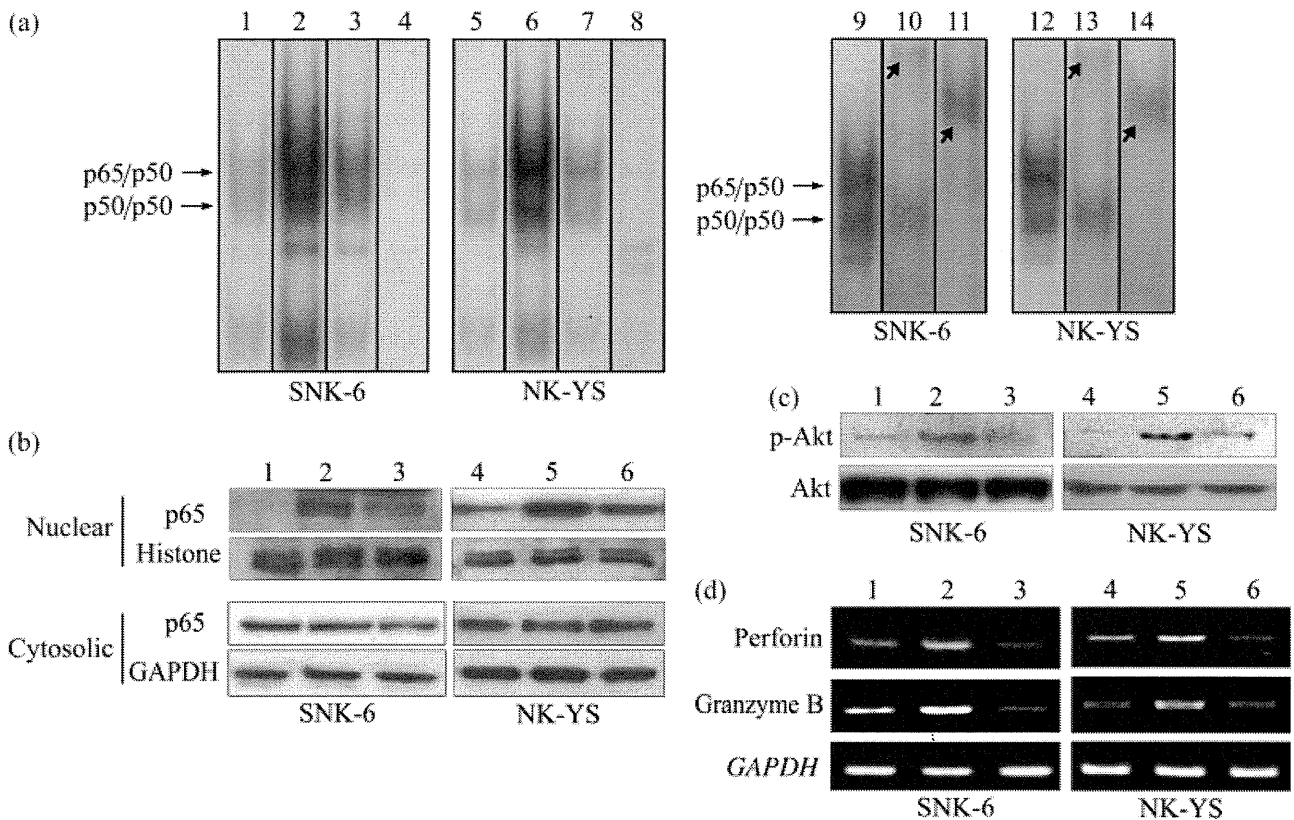 (a)
1 2 3 4 5 6 7 8
p65/p50
p50/p50
SNK-6 NK-YS
9 10 11 12 13 14
p65/p50
p50/p50
SNK-6 NK-YS
(b)
1 2 3 4 5 6
Nuclear
p65
Histone
Cytosolic
p65
GAPDH
SNK-6 NK-YS
(c)
1 2 3 4 5 6
p-Akt
Akt
SNK-6 NK-YS
(d)
1 2 3 4 5 6
Perforin
Granzyme B
GAPDH
SNK-6 NK-YS